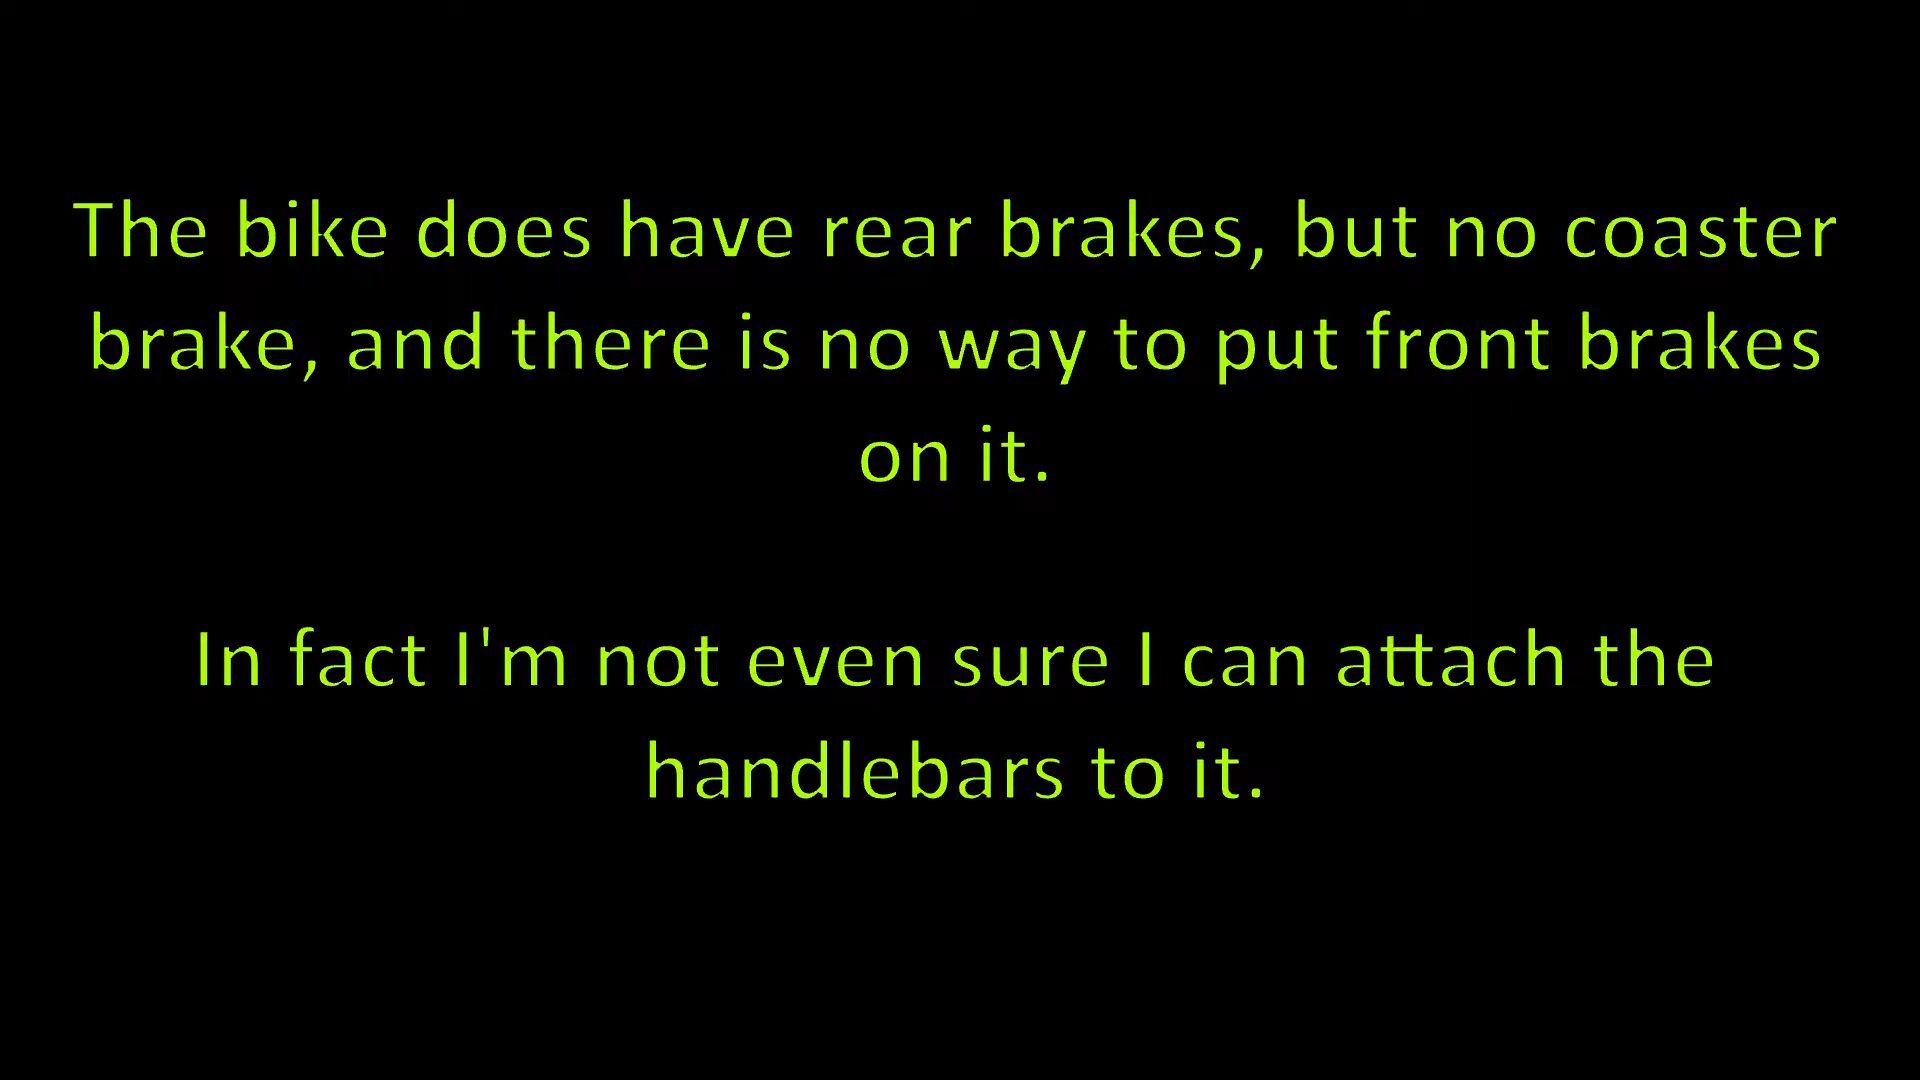 The bike does have rear brakes, but no coaster
brake, and there is no way to put front brakes
on it.
In fact I'm not even sure I can attach the
handlebars to it.